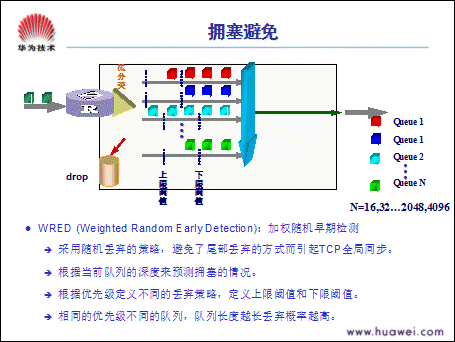 华为技术
拥塞避免
流分类
drop
上限阈值
下限阈值
Queue 1
Queue 1
Queue 2
Queue N
N=16,32...2048,4096
WRED (Weighted Random Early Detection)：加权随机早期检测
采用随机丢弃的策略，避免了尾部丢弃的方式而引起TCP全局同步。
根据当前队列的深度来预测拥塞的情况。
根据优先级定义不同的丢弃策略，定义上限阈值和下限阈值。
相同的优先级不同的队列，队列长度越长丢弃概率越高。
www.huawei.com